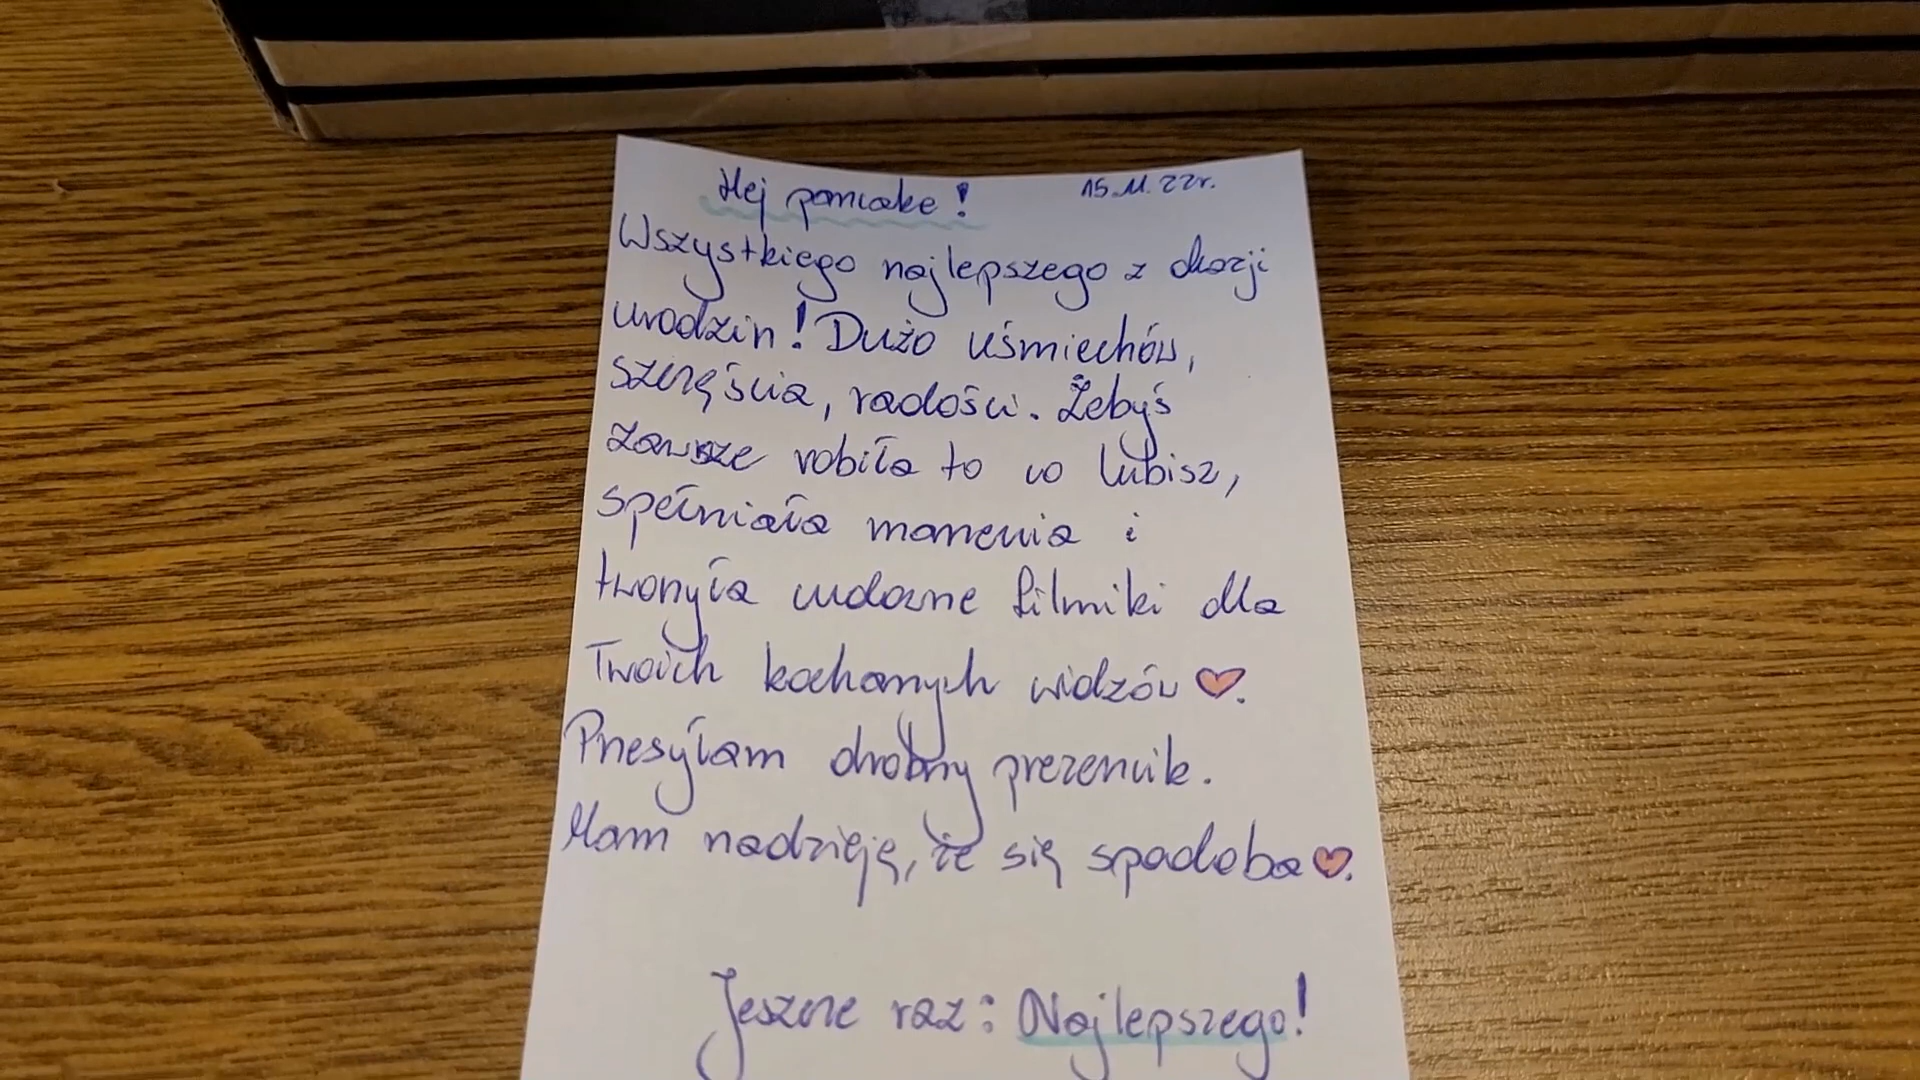 Hej pomiake! 15.11.22r.
Wszystkiego najlepszego z okazji
urodzin! Dużo uśmiechów,
szczęścia, radości. Żebyś
zawsze robiła to co lubisz,
spełniała marzenia i
tworzyła cudowne filmiki dla
Twoich kochanych widzów ♥.
Przesyłam drobny prezencik.
Mam nadzieję, że się spodoba ♥.
Jeszcze raz: Najlepszego!